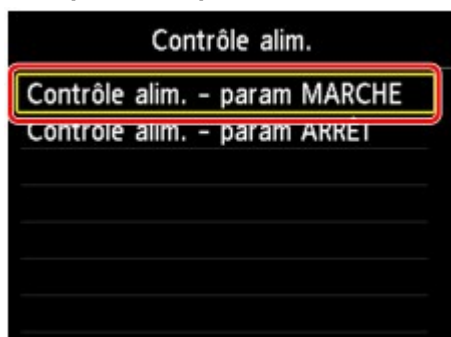 Contrôle alim.
Contrôle alim. - param MARCHE
Contrôle alim. - param ARRÊT